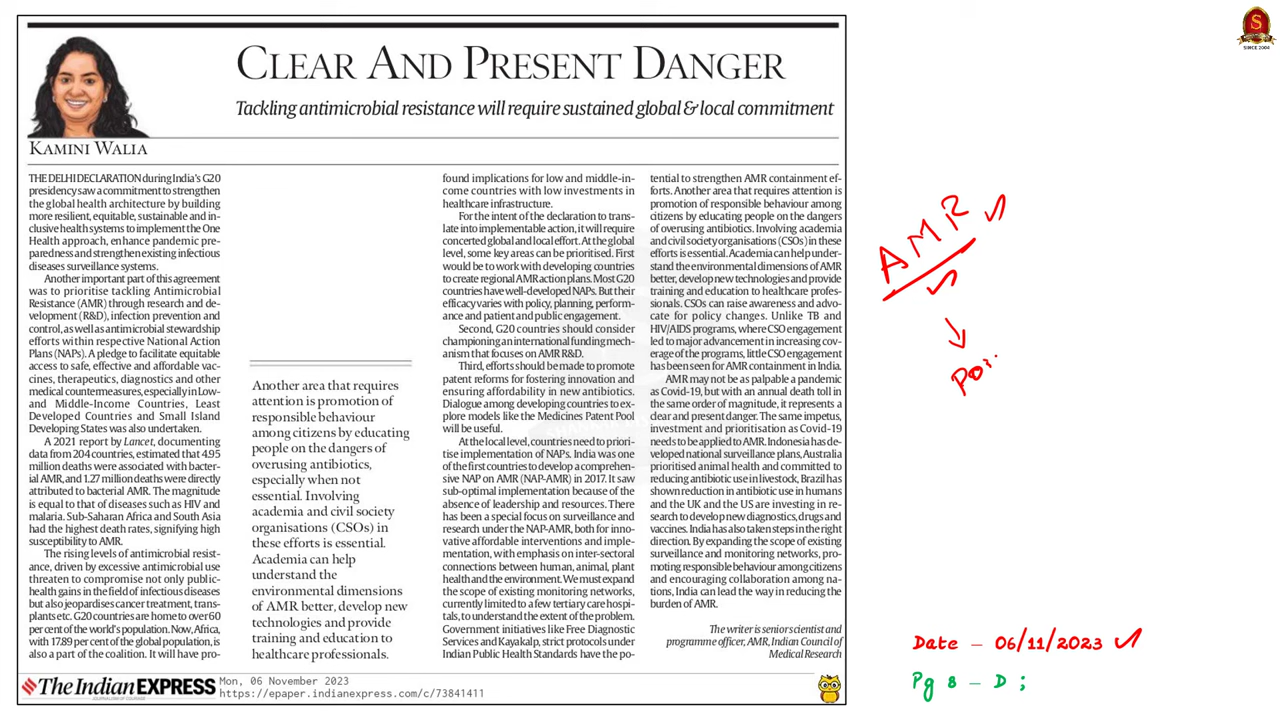 CLEAR AND PRESENT DANGER
Tackling antimicrobial resistance will require sustained global & local commitment
KAMINI WALIA
THE DELHI DECLARATION during India's G20
presidency saw a commitment to strengthen
the global health architecture by building
more resilient, equitable, sustainable and in-
clusive health systems to implement the One
Health approach, enhance pandemic pre-
paredness and strengthen existing infectious
diseases surveillance systems.
Another important part of this agreement
was to prioritise tackling Antimicrobial
Resistance (AMR) through research and de-
velopment (R&D), infection prevention and
control, as well as antimicrobial stewardship
efforts within respective National Action
Plans (NAPs). A pledge to facilitate equitable
access to safe, effective and affordable vac-
cines, therapeutics, diagnostics and other
medical countermeasures, especially in Low-
and Middle-Income Countries, Least
Developed Countries and Small Island
Developing States was also undertaken.
A 2021 report by Lancet, documenting
data from 204 countries, estimated that 4.95
million deaths were associated with bacter-
ial AMR, and 1.27 million deaths were directly
attributed to bacterial AMR. The magnitude
is equal to that of diseases such as HIV and
malaria. Sub-Saharan Africa and South Asia
had the highest death rates, signifying high
susceptibility to AMR.
The rising levels of antimicrobial resist-
ance, driven by excessive antimicrobial use
threaten to compromise not only public-
health gains in the field of infectious diseases
but also jeopardises cancer treatment, trans-
plants etc. G20 countries are home to over 60
per cent of the world's population. Now, Africa,
with 17.89 per cent of the global population, is
also a part of the coalition. It will have pro-
Another area that requires
attention is promotion of
responsible behaviour
among citizens by educating
people on the dangers of
overusing antibiotics,
especially when not
essential. Involving
academia and civil society
organisations (CSOs) in
these efforts is essential.
Academia can help
understand the
environmental dimensions
of AMR better, develop new
technologies and provide
training and education to
healthcare professionals.
found implications for low and middle-in-
come countries with low investments in
healthcare infrastructure.
For the intent of the declaration to trans-
late into implementable action, it will require
concerted global and local effort. At the global
level, some key areas can be prioritised. First
would be to work with developing countries
to create regional AMR action plans. Most G20
countries have well-developed NAPs. But their
efficacy varies with policy, planning, perform-
ance and patient and public engagement.
Second, G20 countries should consider
championing an international funding mech-
anism that focuses on AMR R&D.
Third, efforts should be made to promote
patent reforms for fostering innovation and
ensuring affordability in new antibiotics.
Dialogue among developing countries to ex-
plore models like the Medicines Patent Pool
will be useful.
At the local level, countries need to priori-
tise implementation of NAPs. India was one
of the first countries to develop a comprehen-
sive NAP on AMR (NAP-AMR) in 2017. It saw
sub-optimal implementation because of the
absence of leadership and resources. There
has been a special focus on surveillance and
research under the NAP-AMR, both for inno-
vative affordable interventions and imple-
mentation, with emphasis on inter-sectoral
connections between human, animal, plant
health and the environment. We must expand
the scope of existing monitoring networks,
currently limited to a few tertiary care hospi-
tals, to understand the extent of the problem.
Government initiatives like Free Diagnostic
Services and Kayakalp, strict protocols under
Indian Public Health Standards have the po-
tential to strengthen AMR containment ef-
forts. Another area that requires attention is
promotion of responsible behaviour among
citizens by educating people on the dangers
of overusing antibiotics. Involving academia
and civil society organisations (CSOs) in these
efforts is essential. Academia can help under-
stand the environmental dimensions of AMR
better, develop new technologies and provide
training and education to healthcare profes-
sionals. CSOs can raise awareness and advo-
cate for policy changes. Unlike TB and
HIV/AIDS programs, where CSO engagement
led to major advancement in increasing cov-
erage of the programs, little CSO engagement
has been seen for AMR containment in India.
AMR may not be as palpable a pandemic
as Covid-19, but with an annual death toll in
the same order of magnitude, it represents a
clear and present danger. The same impetus,
investment and prioritisation as Covid-19
needs to be applied to AMR. Indonesia has de-
veloped national surveillance plans, Australia
prioritised animal health and committed to
reducing antibiotic use in livestock, Brazil has
shown reduction in antibiotic use in humans
and the UK and the US are investing in re-
search to develop new diagnostics, drugs and
vaccines. India has also taken steps in the right
direction. By expanding the scope of existing
surveillance and monitoring networks, pro-
moting responsible behaviour among citizens
and encouraging collaboration among na-
tions, India can lead the way in reducing the
burden of AMR.
The writer is senior scientist and
programme officer, AMR, Indian Council of
Medical Research
The Indian EXPRESS
Mon, 06 November 2023
https://epaper.indianexpress.com/c/73841411
S
SINCE 2004
AMR
Date - 06/11/2023
Pg 8 - D ;